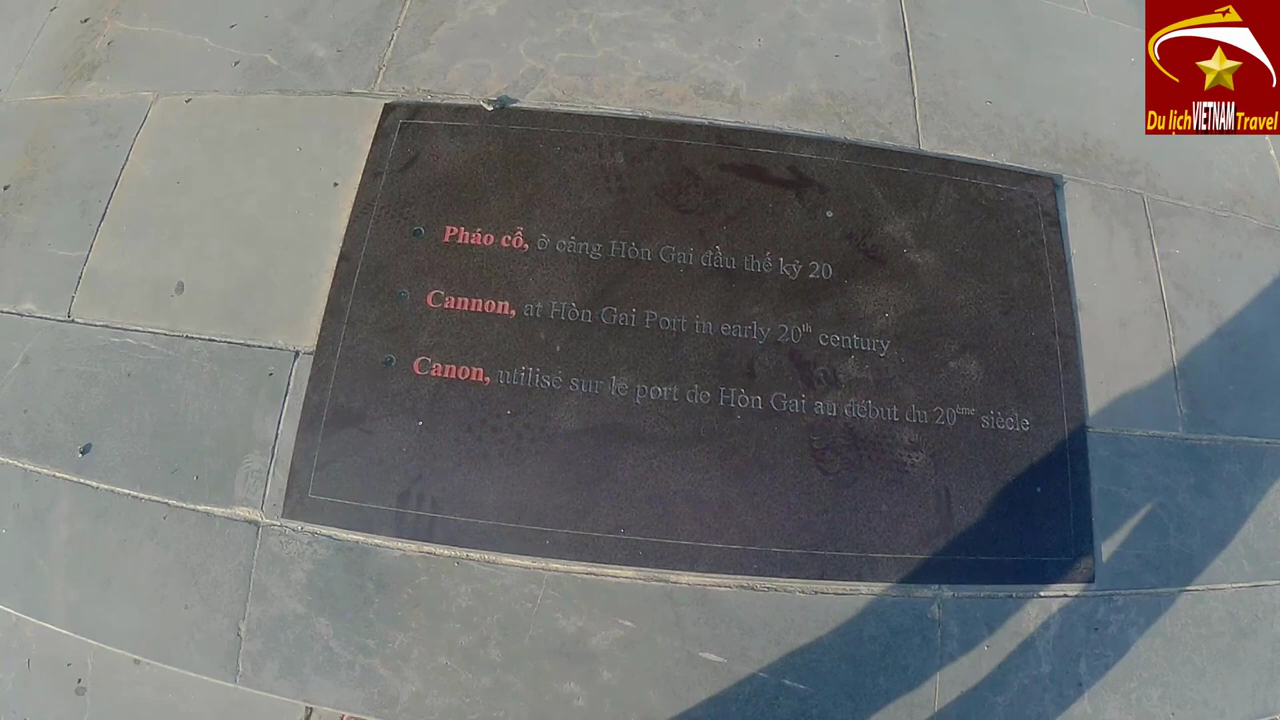 Du lịch VIETNAM Travel
Pháo cổ, ở cảng Hòn Gai đầu thế kỷ 20
Cannon, at Hòn Gai Port in early 20th century
Canon, utilisé sur le port de Hòn Gai au début du 20ème siècle